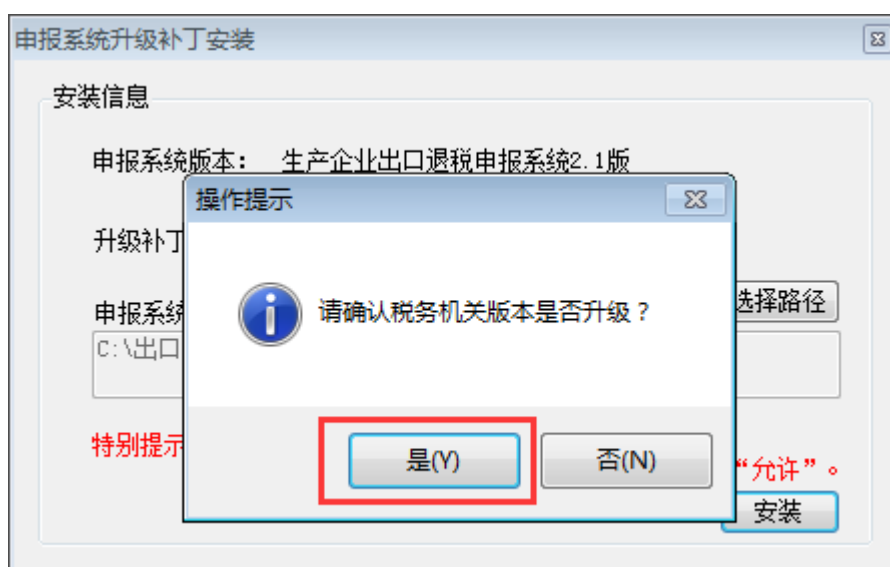 申报系统升级补丁安装
安装信息
申报系统版本： 生产企业出口退税申报系统2.1版
操作提示
升级补丁
请确认税务机关版本是否升级？
申报系统
选择路径
C:\出口
特别提示
是(Y)
否(N)
“允许”。
安装